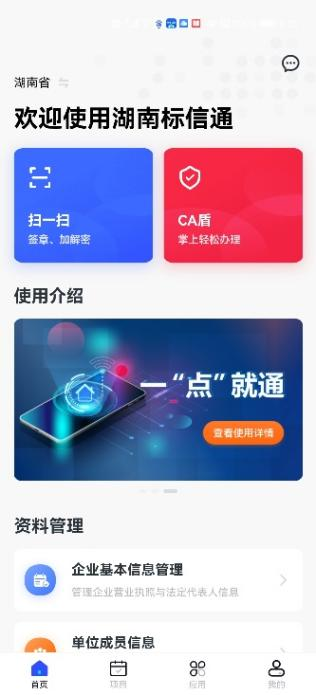 湖南省
欢迎使用湖南标信通
扫一扫
签章、加解密
CA盾
掌上轻松办理
使用介绍
一“点”就通
查看使用详情
资料管理
企业基本信息管理
管理企业营业执照与法定代表人信息
单位成员信息
首页
项目
应用
我的